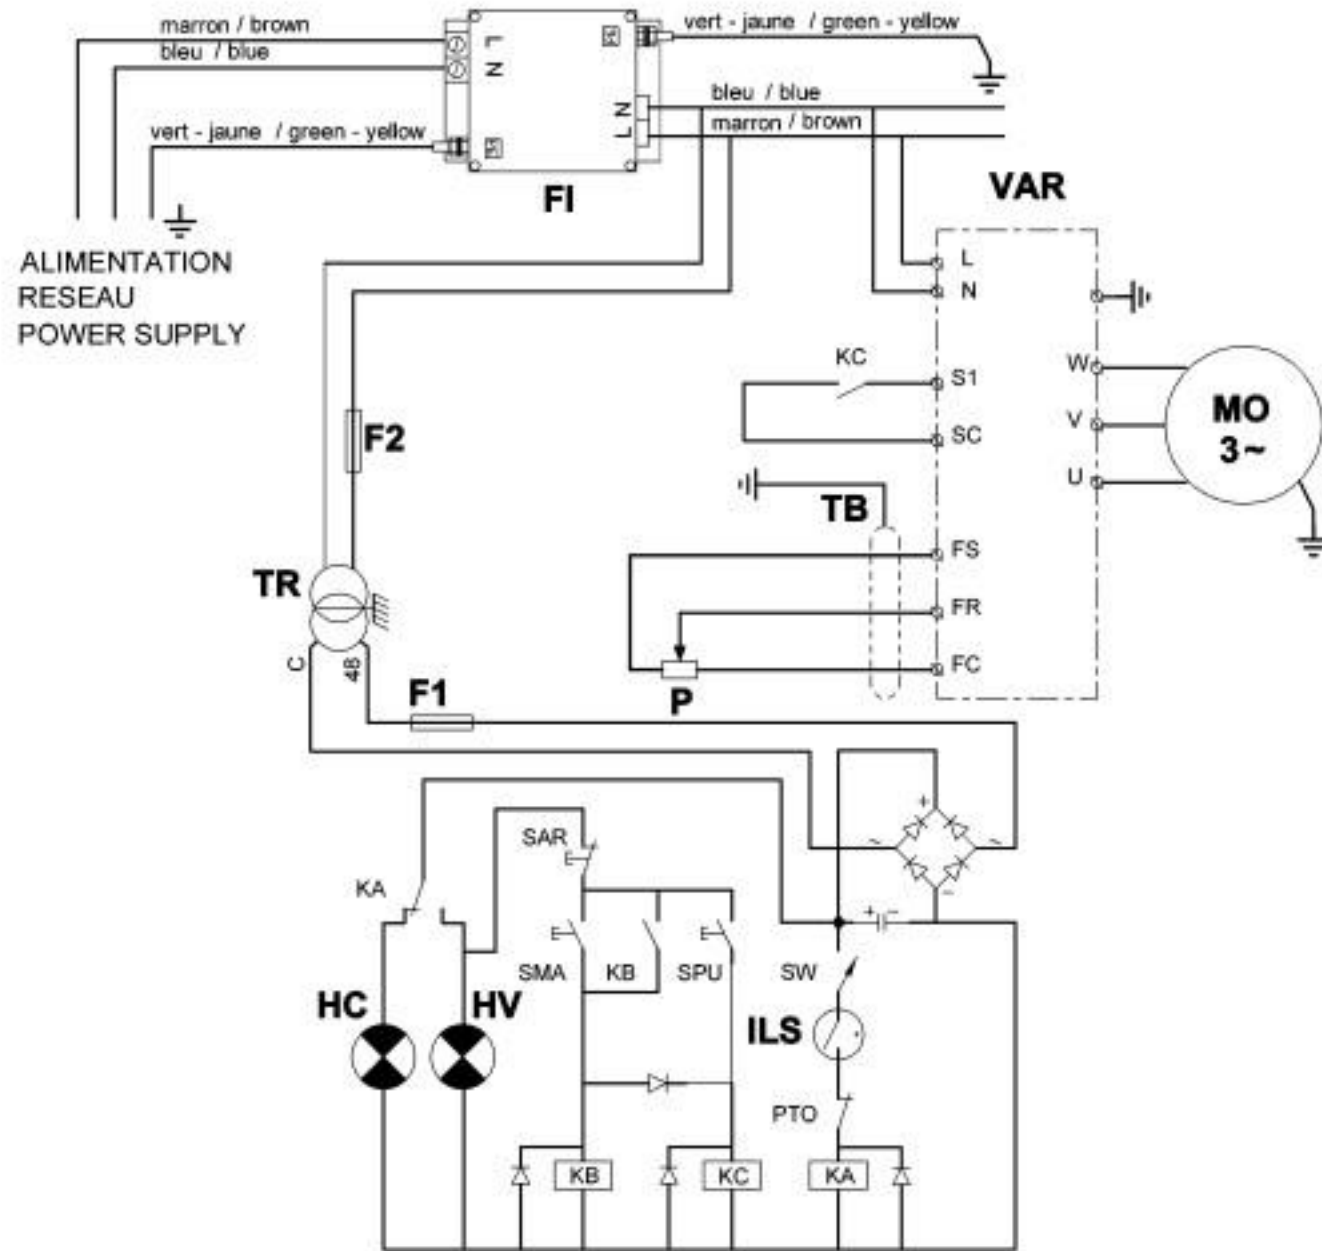 marron / brown
bleu / blue
vert - jaune / green - yellow
L
N
L N
vert - jaune / green - yellow
bleu / blue
marron / brown
FI
VAR
ALIMENTATION
RESEAU
POWER SUPPLY
L
N
KC
S1
SC
W
V
U
MO
3~
F2
TB
FS
FR
FC
P
TR
C
48
F1
+
~
~
-
SAR
KA
+
-
SMA
KB
SPU
SW
HC
HV
ILS
PTO
KB
KC
KA